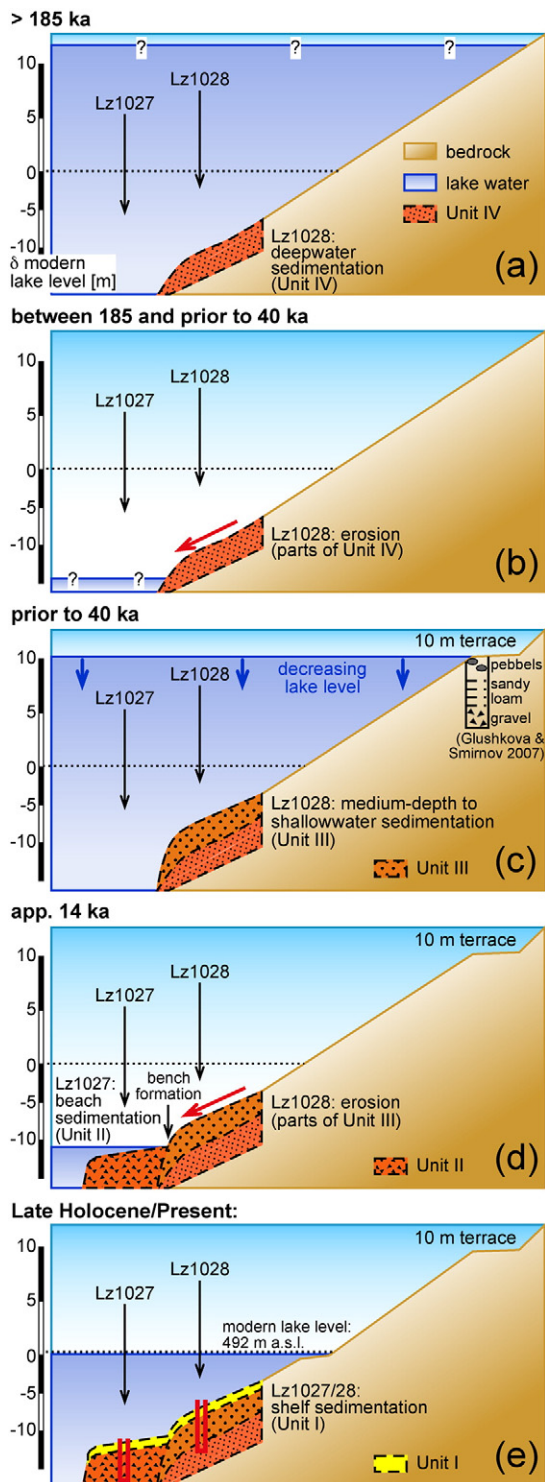 > 185 ka
?
?
?
10
0
-5
-10
δ modern
lake level [m]
Lz1027
Lz1028
bedrock
lake water
Unit IV
Lz1028:
deepwater
sedimentation
(Unit IV)
(a)
between 185 and prior to 40 ka
10
5
0
-5
-10
Lz1027
Lz1028
Lz1028: erosion
(parts of Unit IV)
?
?
(b)
prior to 40 ka
10
5
0
-5
-10
Lz1027
Lz1028
decreasing
lake level
10 m terrace
pebbels
sandy
loam
gravel
(Glushkova &
Smirnov 2007)
Lz1028: medium-depth to
shallowwater sedimentation
(Unit III)
Unit III
(c)
app. 14 ka
10
5
0
-5
-10
Lz1027
Lz1028
10 m terrace
Lz1027:
beach
sedimentation
(Unit II)
bench
formation
Lz1028: erosion
(parts of Unit III)
Unit II
(d)
Late Holocene/Present:
10
5
0
-5
-10
Lz1027
Lz1028
10 m terrace
modern lake level:
492 m a.s.l.
Lz1027/28:
shelf sedimentation
(Unit I)
Unit I
(e)